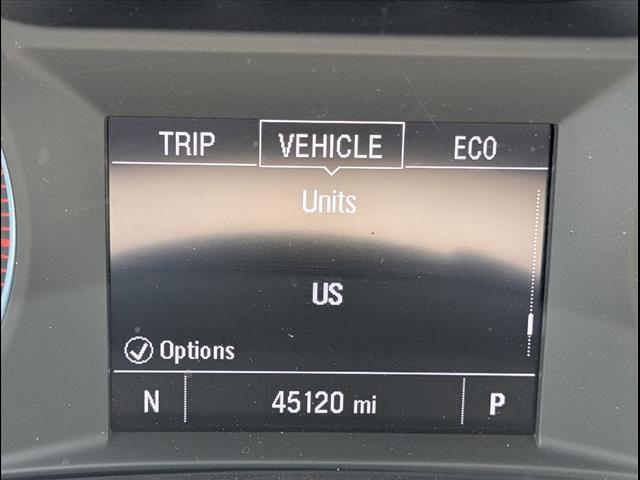 TRIP VEHICLE ECO
Units
US
Options
N 45120 mi P